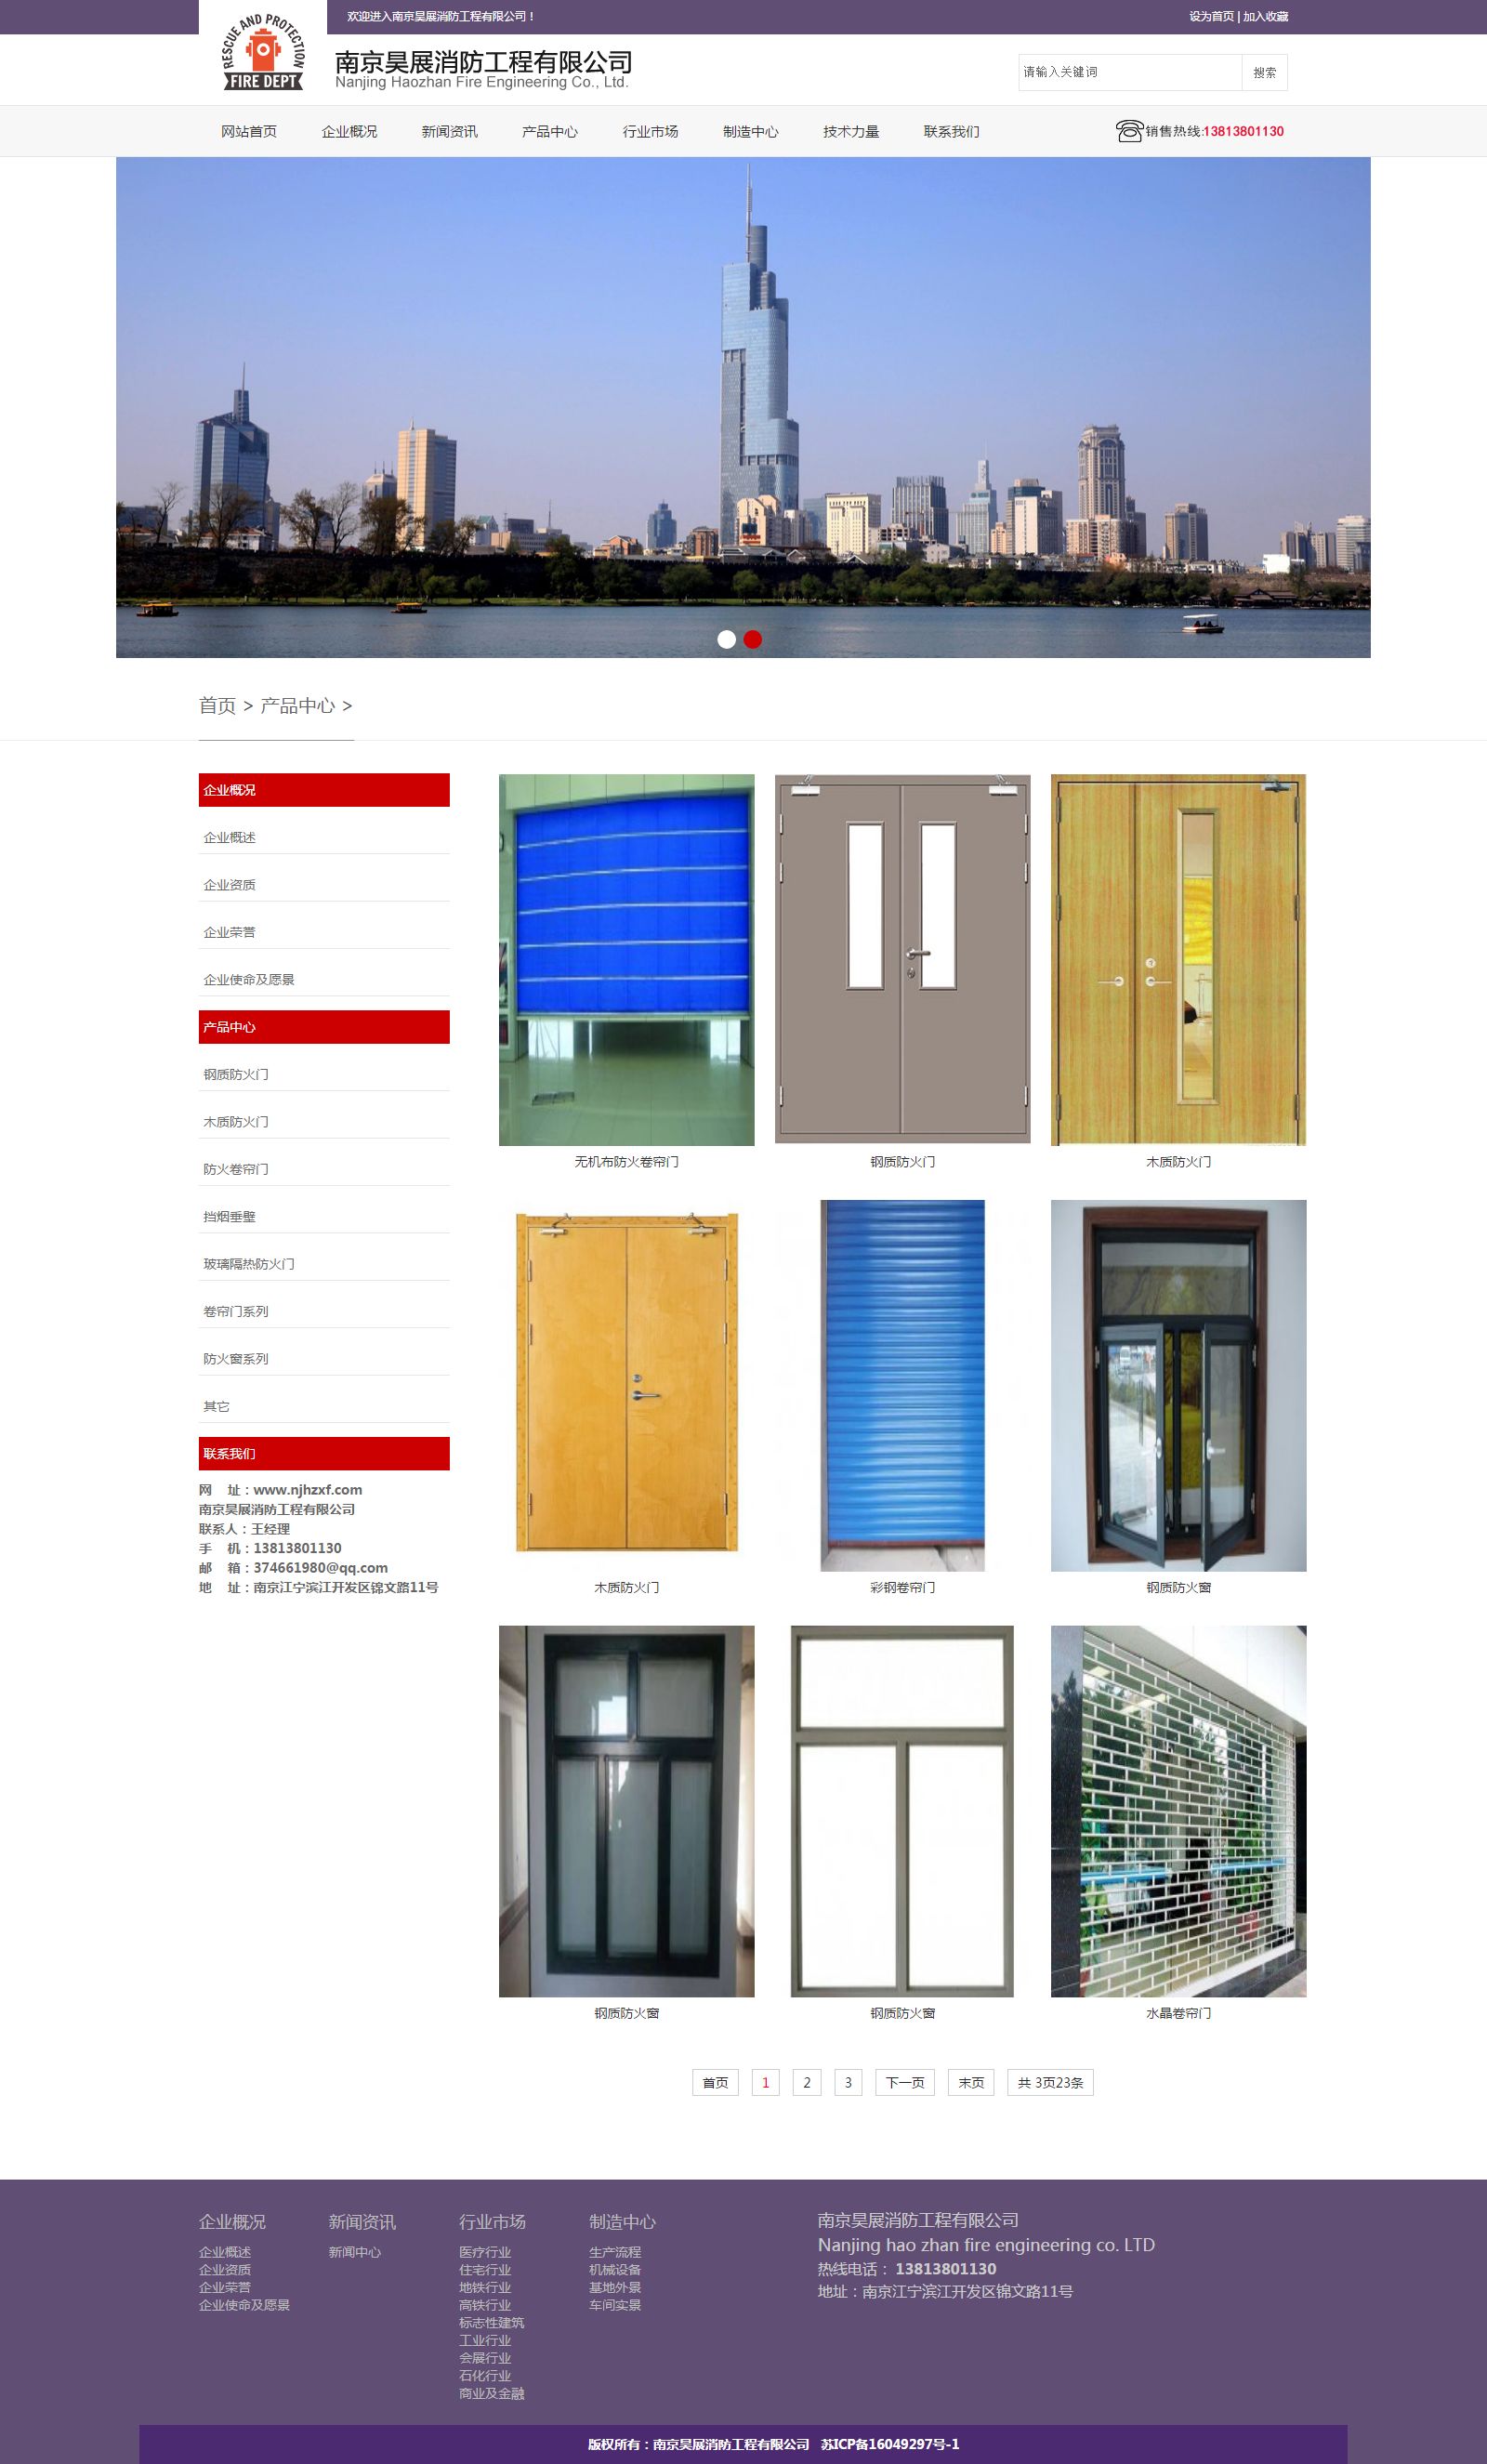 欢迎进入南京昊展消防工程有限公司！
设为首页 | 加入收藏
RESCUE AND PROTECTION
FIRE DEPT
南京昊展消防工程有限公司
Nanjing Haozhan Fire Engineering Co., Ltd.
请输入关键词
搜索
网站首页 企业概况 新闻资讯 产品中心 行业市场 制造中心 技术力量 联系我们
销售热线:13813801130
首页 > 产品中心 >
企业概况
企业概述
企业资质
企业荣誉
企业使命及愿景
产品中心
钢质防火门
木质防火门
防火卷帘门
挡烟垂壁
玻璃隔热防火门
卷帘门系列
防火窗系列
其它
联系我们
网 址：www.njhzxf.com
南京昊展消防工程有限公司
联系人：王经理
手 机：13813801130
邮 箱：374661980@qq.com
地 址：南京江宁滨江开发区锦文路11号
无机布防火卷帘门 钢质防火门 木质防火门
木质防火门 彩钢卷帘门 钢质防火窗
钢质防火窗 钢质防火窗 水晶卷帘门
首页 1 2 3 下一页 末页 共 3页23条
企业概况
企业概述
企业资质
企业荣誉
企业使命及愿景
新闻资讯
新闻中心
行业市场
医疗行业
住宅行业
地铁行业
高铁行业
标志性建筑
工业行业
会展行业
石化行业
商业及金融
制造中心
生产流程
机械设备
基地外景
车间实景
南京昊展消防工程有限公司
Nanjing hao zhan fire engineering co. LTD
热线电话： 13813801130
地址：南京江宁滨江开发区锦文路11号
版权所有：南京昊展消防工程有限公司 苏ICP备16049297号-1